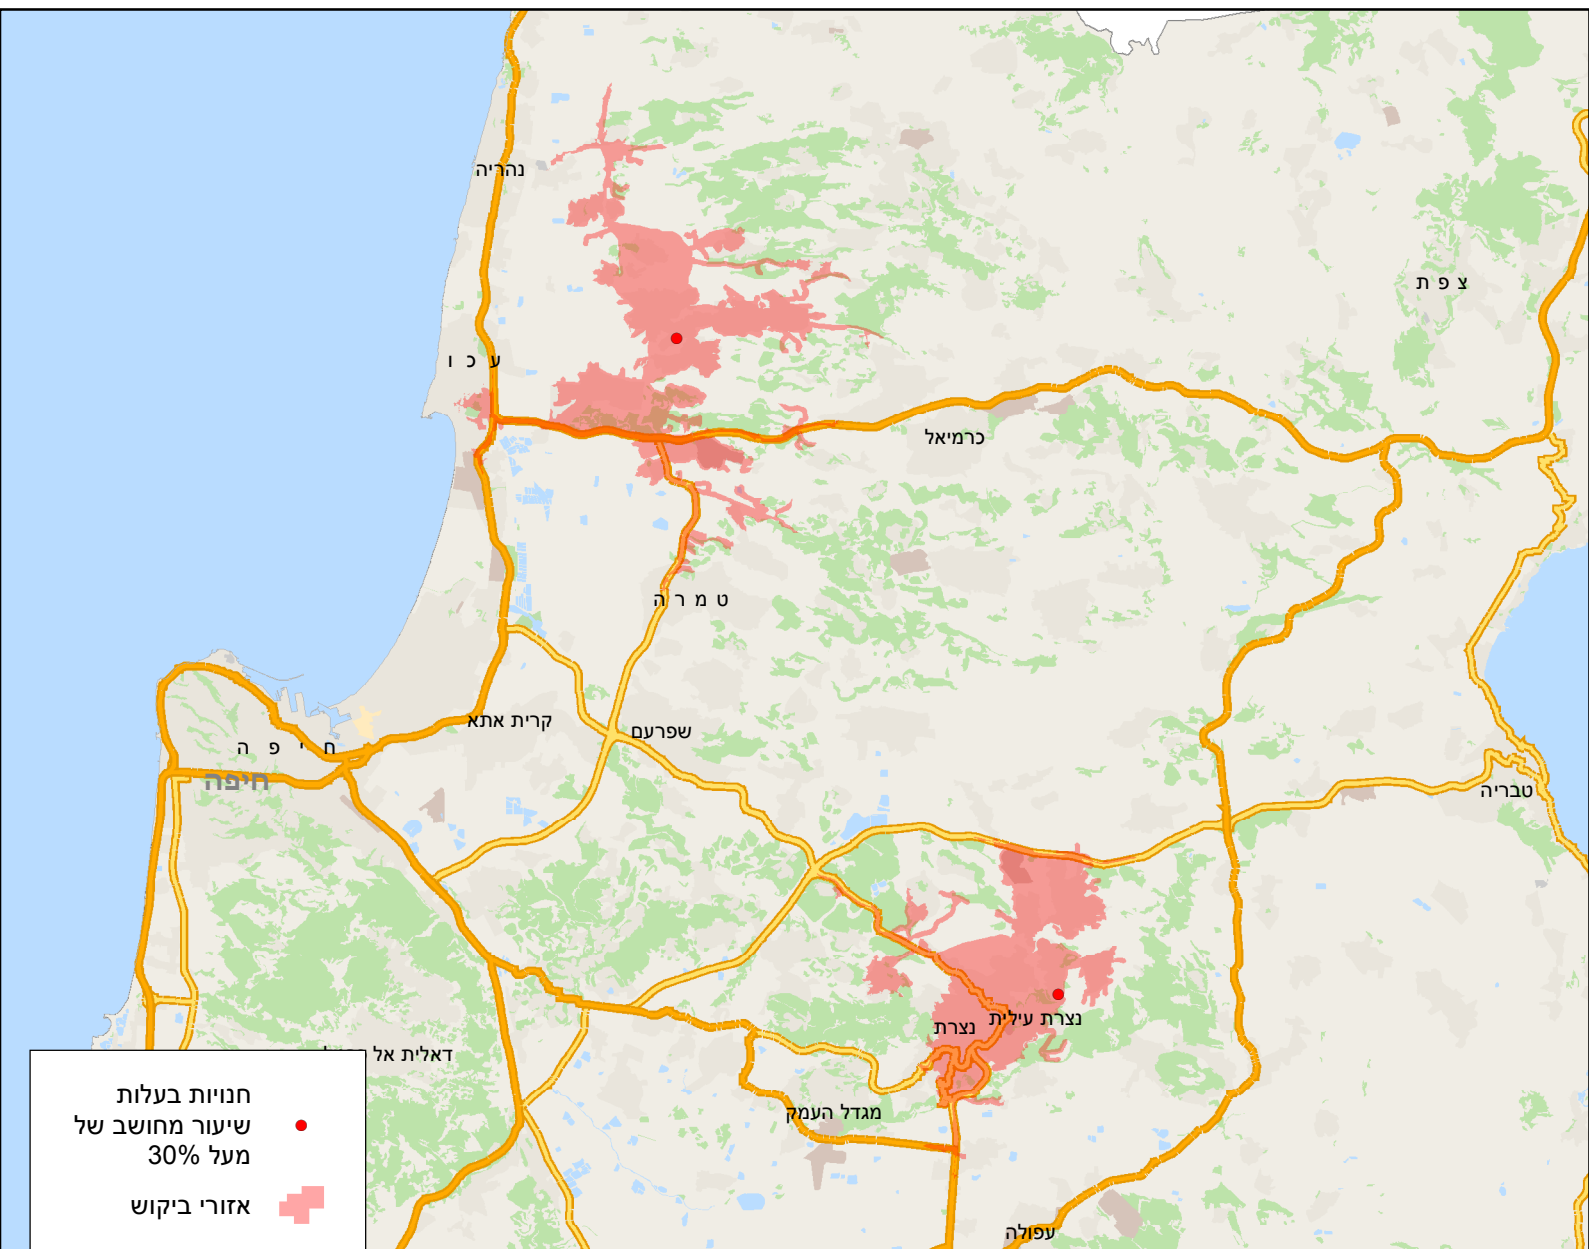 נהריה
צפת
עכו
כרמיאל
טמרה
קרית אתא
שפרעם
חיפה
חיפה
טבריה
נצרת עילית
נצרת
דאלית אל
מגדל העמק
עפולה
חנויות בעלות
שיעור מחושב של
מעל 30%
אזורי ביקוש